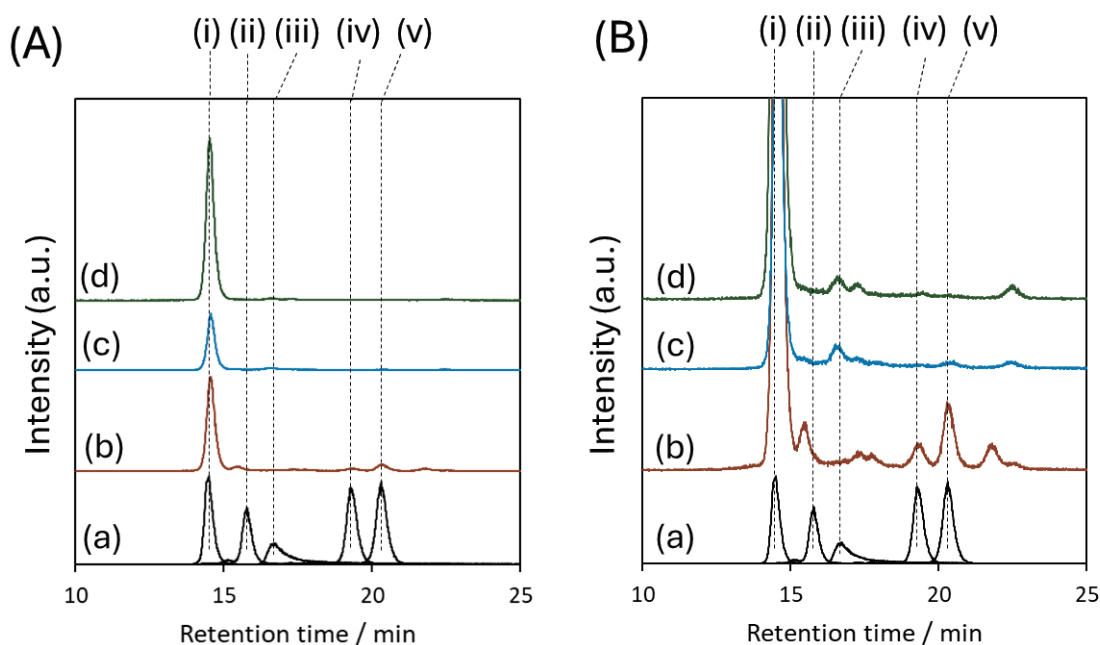 (A)
(i) (ii) (iii) (iv) (v)
(d)
(c)
(b)
(a)
Intensity (a.u.)
10 15 20 25
Retention time / min
(B)
(i) (ii) (iii) (iv) (v)
(d)
(c)
(b)
(a)
Intensity (a.u.)
10 15 20 25
Retention time / min